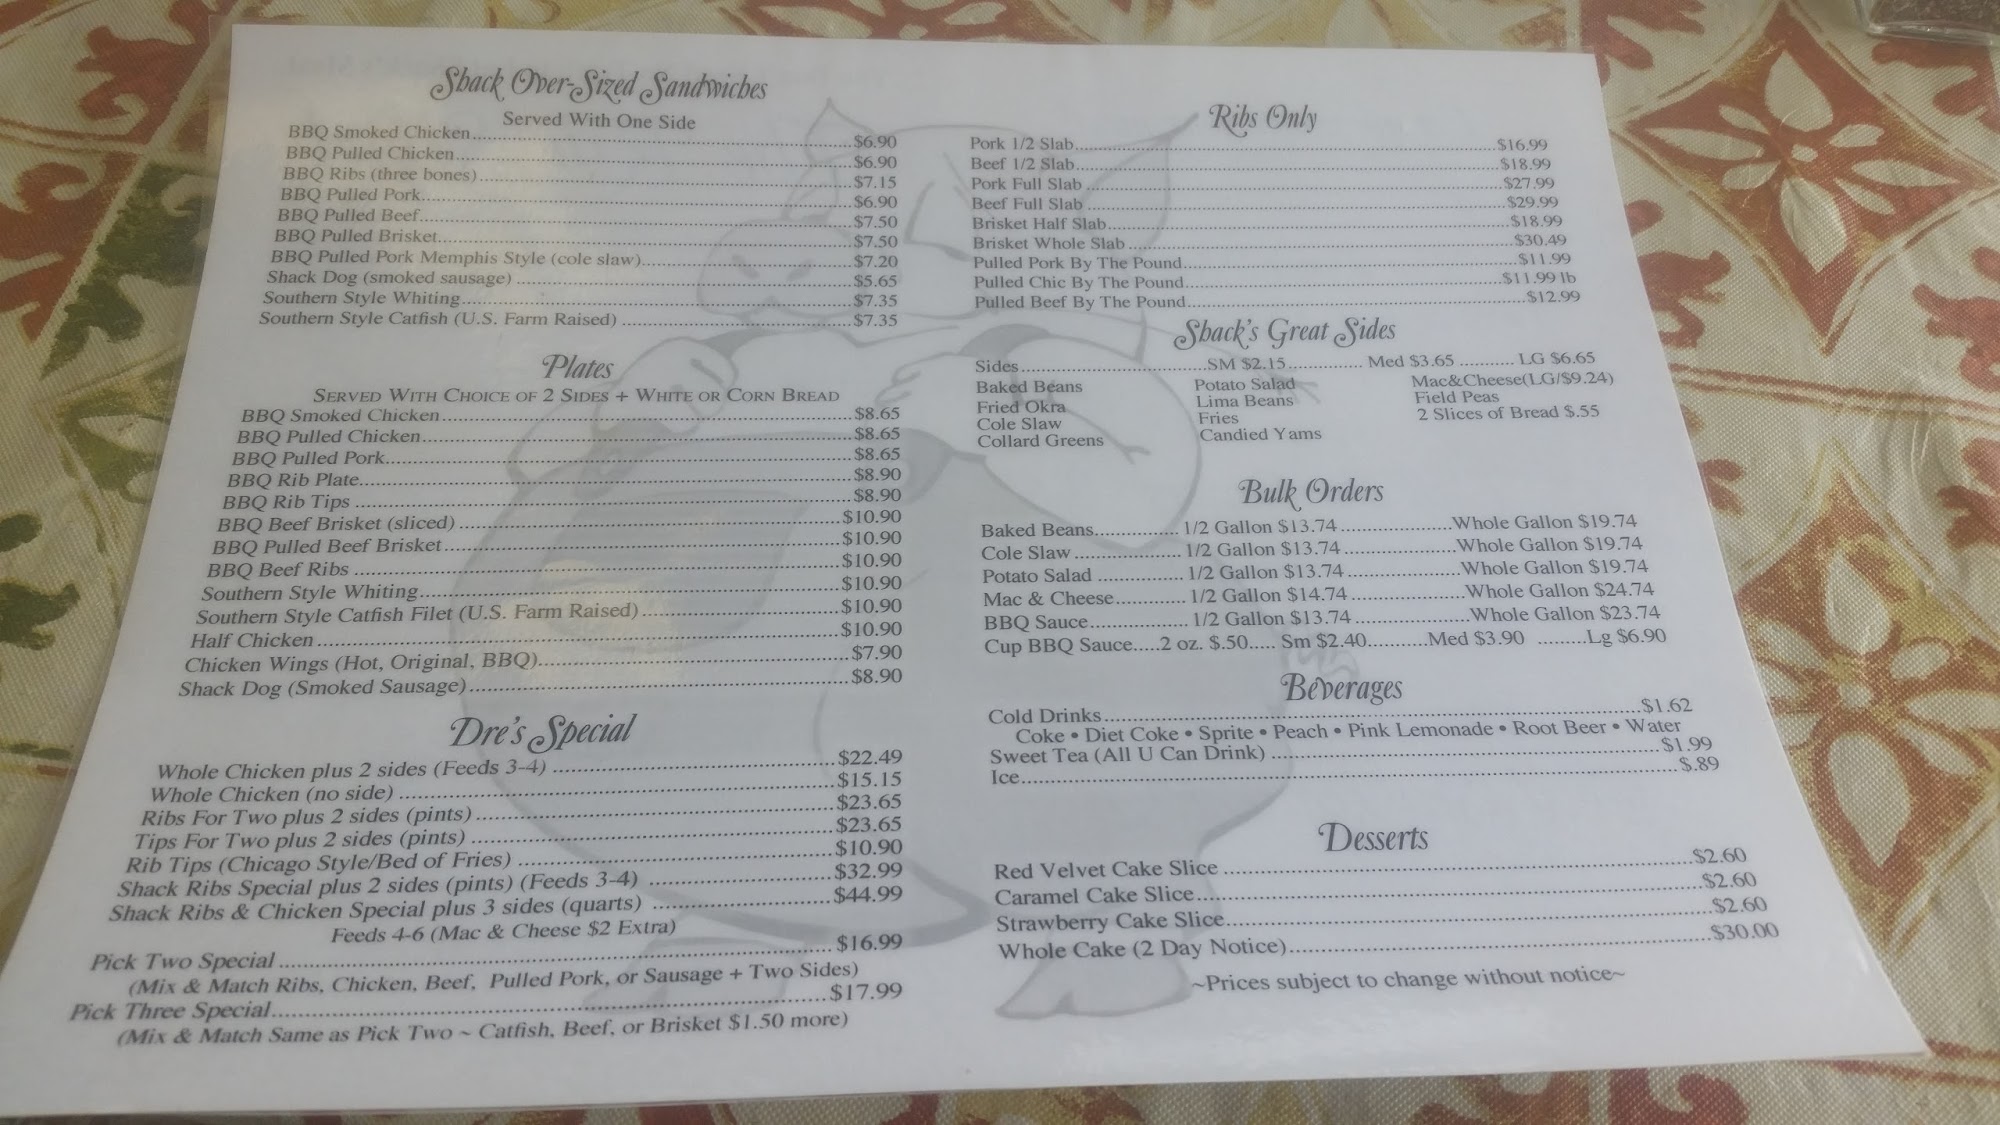 Shack Over-Sized Sandwiches
Served With One Side
BBQ Smoked Chicken $6.90
BBQ Pulled Chicken $6.90
BBQ Ribs (three bones) $7.15
BBQ Pulled Pork $6.90
BBQ Pulled Beef $7.50
BBQ Pulled Brisket $7.50
BBQ Pulled Pork Memphis Style (cole slaw) $7.20
Shack Dog (smoked sausage) $5.65
Southern Style Whiting $7.35
Southern Style Catfish (U.S. Farm Raised) $7.35
Plates
Served With Choice of 2 Sides + White or Corn Bread
BBQ Smoked Chicken $8.65
BBQ Pulled Chicken $8.65
BBQ Pulled Pork $8.65
BBQ Rib Plate $8.90
BBQ Rib Tips $8.90
BBQ Beef Brisket (sliced) $10.90
BBQ Pulled Beef Brisket $10.90
BBQ Beef Ribs $10.90
Southern Style Whiting $10.90
Southern Style Catfish Filet (U.S. Farm Raised) $10.90
Half Chicken $10.90
Chicken Wings (Hot, Original, BBQ) $7.90
Shack Dog (Smoked Sausage) $8.90
Dre's Special
Whole Chicken plus 2 sides (Feeds 3-4) $22.49
Whole Chicken (no side) $15.15
Ribs For Two plus 2 sides (pints) $23.65
Tips For Two plus 2 sides (pints) $23.65
Rib Tips (Chicago Style/Bed of Fries) $10.90
Shack Ribs Special plus 2 sides (pints) (Feeds 3-4) $32.99
Shack Ribs & Chicken Special plus 3 sides (quarts) $44.99
Feeds 4-6 (Mac & Cheese $2 Extra)
Pick Two Special $16.99
(Mix & Match Ribs, Chicken, Beef, Pulled Pork, or Sausage + Two Sides)
Pick Three Special $17.99
(Mix & Match Same as Pick Two ~ Catfish, Beef, or Brisket $1.50 more)
Ribs Only
Pork 1/2 Slab $16.99
Beef 1/2 Slab $18.99
Pork Full Slab $27.99
Beef Full Slab $29.99
Brisket Half Slab $18.99
Brisket Whole Slab $30.49
Pulled Pork By The Pound $11.99
Pulled Chic By The Pound $11.99 lb
Pulled Beef By The Pound $12.99
Shack's Great Sides
Sides SM $2.15 Med $3.65 LG $6.65
Baked Beans Potato Salad Mac&Cheese(LG/$9.24)
Fried Okra Lima Beans Field Peas
Cole Slaw Fries 2 Slices of Bread $.55
Collard Greens Candied Yams
Bulk Orders
Baked Beans 1/2 Gallon $13.74 Whole Gallon $19.74
Cole Slaw 1/2 Gallon $13.74 Whole Gallon $19.74
Potato Salad 1/2 Gallon $13.74 Whole Gallon $19.74
Mac & Cheese 1/2 Gallon $14.74 Whole Gallon $24.74
BBQ Sauce 1/2 Gallon $13.74 Whole Gallon $23.74
Cup BBQ Sauce 2 oz. $.50 Sm $2.40 Med $3.90 Lg $6.90
Beverages
Cold Drinks $1.62
Coke • Diet Coke • Sprite • Peach • Pink Lemonade • Root Beer • Water
Sweet Tea (All U Can Drink) $1.99
Ice $.89
Desserts
Red Velvet Cake Slice $2.60
Caramel Cake Slice $2.60
Strawberry Cake Slice $2.60
Whole Cake (2 Day Notice) $30.00
~Prices subject to change without notice~